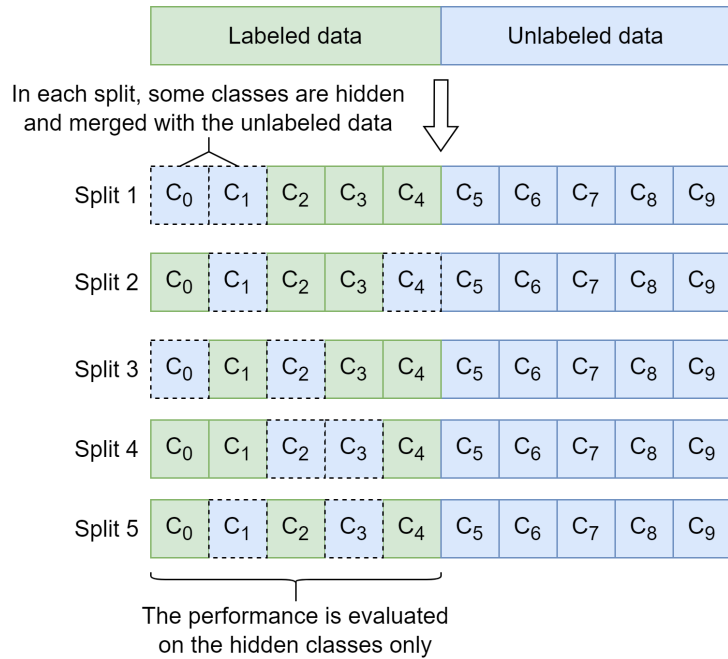 Labeled data Unlabeled data
In each split, some classes are hidden
and merged with the unlabeled data
Split 1 C0 C1 C2 C3 C4 C5 C6 C7 C8 C9
Split 2 C0 C1 C2 C3 C4 C5 C6 C7 C8 C9
Split 3 C0 C1 C2 C3 C4 C5 C6 C7 C8 C9
Split 4 C0 C1 C2 C3 C4 C5 C6 C7 C8 C9
Split 5 C0 C1 C2 C3 C4 C5 C6 C7 C8 C9
The performance is evaluated
on the hidden classes only